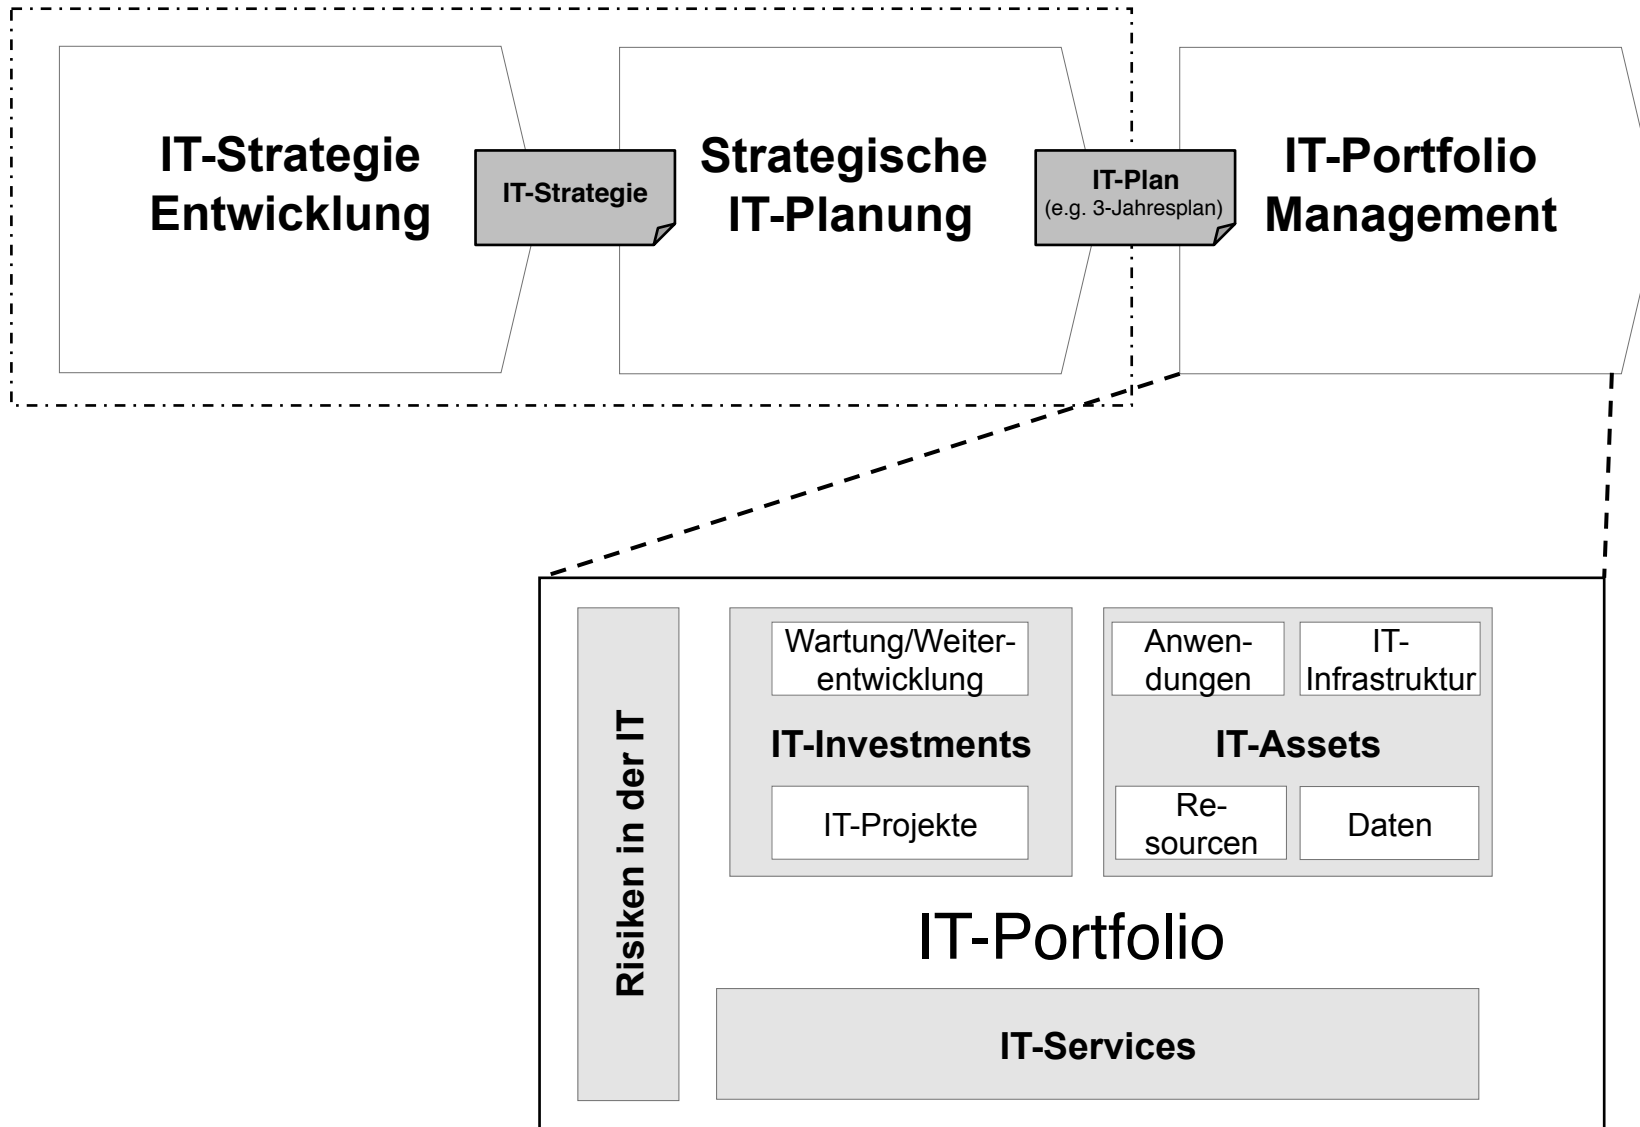 IT-Strategie
Entwicklung
IT-Strategie
Strategische
IT-Planung
IT-Plan
(e.g. 3-Jahresplan)
IT-Portfolio
Management
Risiken in der IT
Wartung/Weiter-
entwicklung
IT-Investments
IT-Projekte
Anwen-
dungen
IT-
Infrastruktur
IT-Assets
Re-
sourcen
Daten
IT-Portfolio
IT-Services